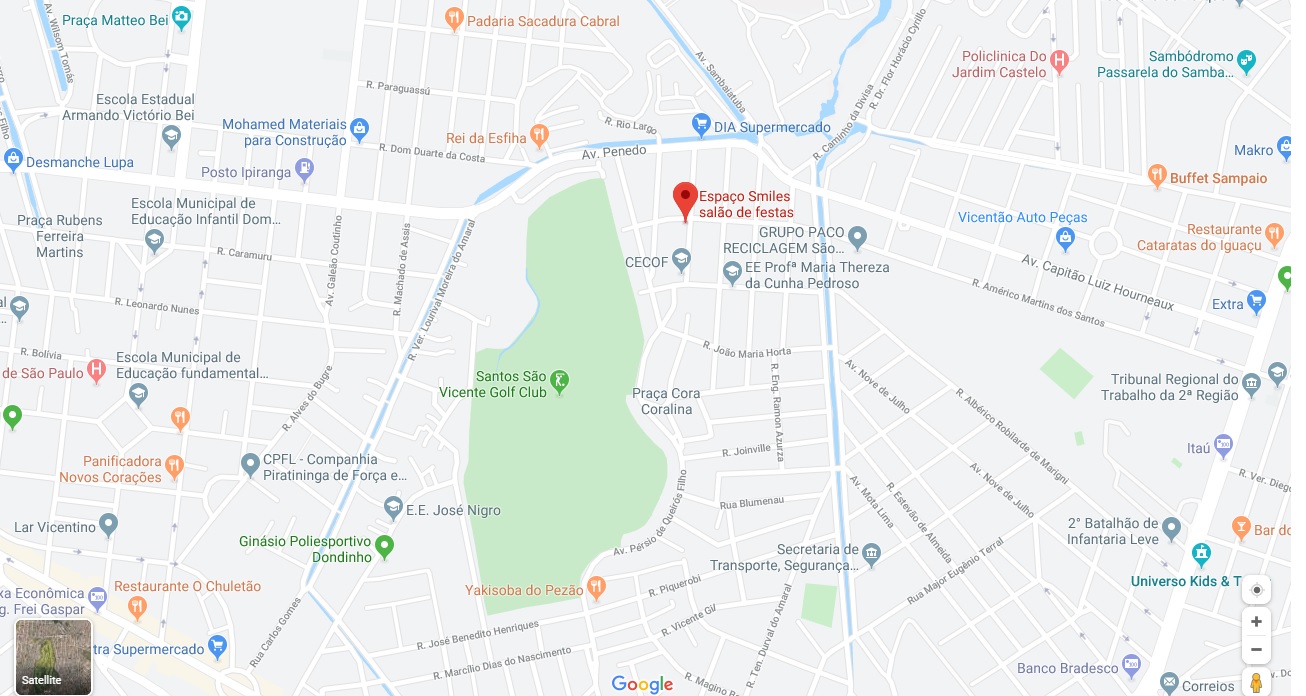 Praça Matteo Bei
Av. Wilsom Tomás
Padaria Sacadura Cabral
Av. Sambaiatuba
R. Dr. Hor Horácio Cyrillo
Policlinica Do
Jardim Castelo
Sambódromo
Passarela do Samba...
Filho
Escola Estadual
Armando Victório Bei
R. Paraguassú
Mohamed Materiais
para Construção
Rei da Esfiha
R. Rio Largo
DIA Supermercado
R. Caminho da Divisa
Makro
Desmanche Lupa
Posto Ipiranga
R. Dom Duarte da Costa
Av. Penedo
Buffet Sampaio
Espaço Smiles
salão de festas
Escola Municipal de
Educação Infantil Dom...
Praça Rubens
Ferreira
Martins
R. Caramuru
Av. Galeão Coutinho
R. Machado de Assis
R. Ver. Lourival Moreira do Amaral
CECOF
GRUPO PACO
RECICLAGEM São...
EE Profª Maria Thereza
da Cunha Pedroso
Vicentão Auto Peças
Restaurante
Cataratas do Iguaçu
Av. Capitão Luiz Horneaux
R. Américo Martins dos Santos
Extra
al
...
R. Leonardo Nunes
R. Bolívia
de São Paulo
Escola Municipal de
Educação fundamental...
R. Alves do Bugre
Santos São
Vicente Golf Club
R. João Maria Horta
R. Eng. Ramon Azurza
Praça Cora
Coralina
Av. Nove de Julho
R. Albérico Robilarde de Marigni
Tribunal Regional do
Trabalho da 2ª Região
Itaú
R. Ver. Diego
Panificadora
Novos Corações
CPFL - Companhia
Piratininga de Força e...
R. Joinville
Rua Blumenau
Av. Mota Lima
R. Estevão de Almeida
Av. Nove de Julho
Lar Vicentino
E.E. José Nigro
Ginásio Poliesportivo
Dondinho
Av. Pérsio de Queirós Filho
Secretaria de
Transporte, Segurança...
2° Batalhão de
Infantaria Leve
Bar do
Universo Kids & T
Rua Major Eugênio Terral
xa Econômica
g. Frei Gaspar
Restaurante O Chuletão
Yakisoba do Pezão
R. Piquerobi
R. Vicente Gil
R. Ten. Durval do Amaral
Rua Carlos Gomes
R. José Benedito Henriques
R. Marcílio Dias do Nascimento
R. Magino
tra Supermercado
Satellite
Google
Banco Bradesco
Correios
+
−